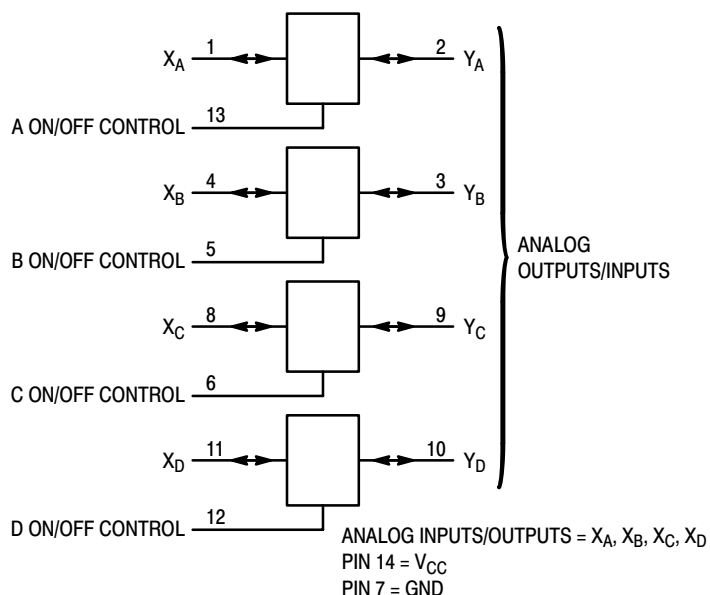 X_A 1 2 Y_A
A ON/OFF CONTROL 13
X_B 4 3 Y_B
B ON/OFF CONTROL 5
ANALOG
OUTPUTS/INPUTS
X_C 8 9 Y_C
C ON/OFF CONTROL 6
X_D 11 10 Y_D
D ON/OFF CONTROL 12
ANALOG INPUTS/OUTPUTS = X_A, X_B, X_C, X_D
PIN 14 = V_CC
PIN 7 = GND